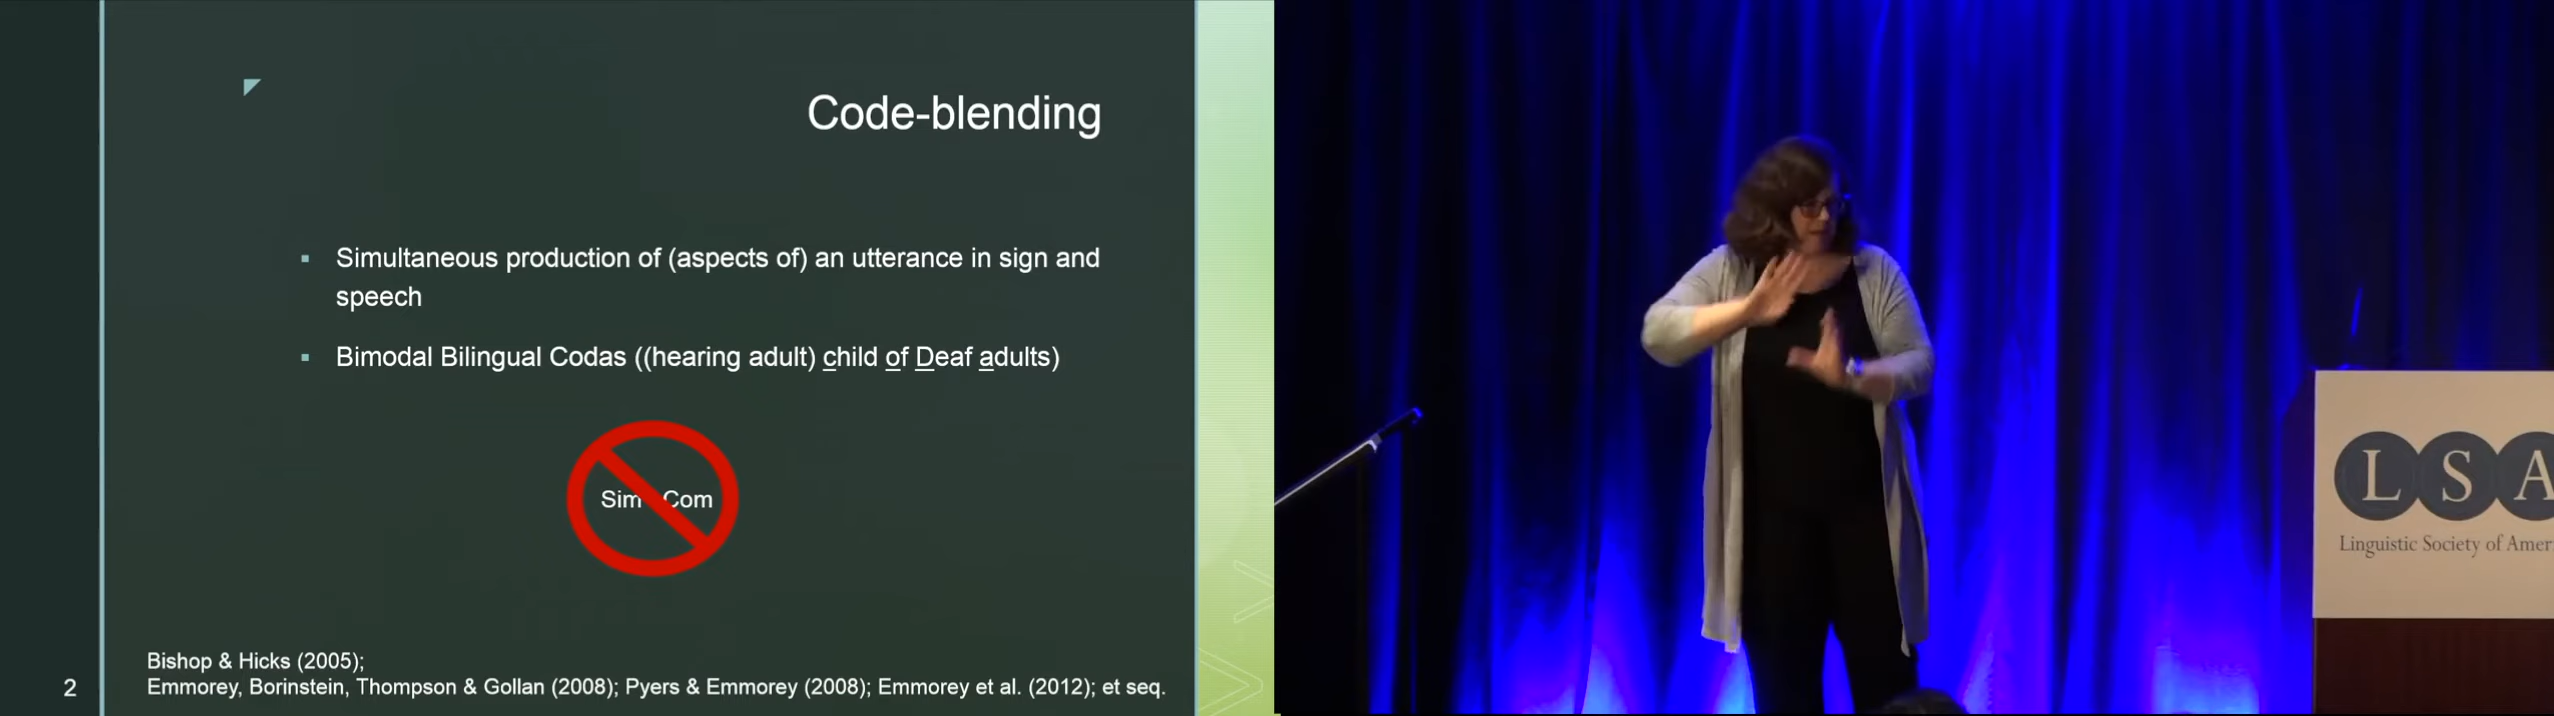 Code-blending
Simultaneous production of (aspects of) an utterance in sign and
speech
Bimodal Bilingual Codas ((hearing adult) child of Deaf adults)
Sim Com
Bishop & Hicks (2005);
Emmorey, Borinstein, Thompson & Gollan (2008); Pyers & Emmorey (2008); Emmorey et al. (2012); et seq.
2
LSA
Linguistic Society of Amer